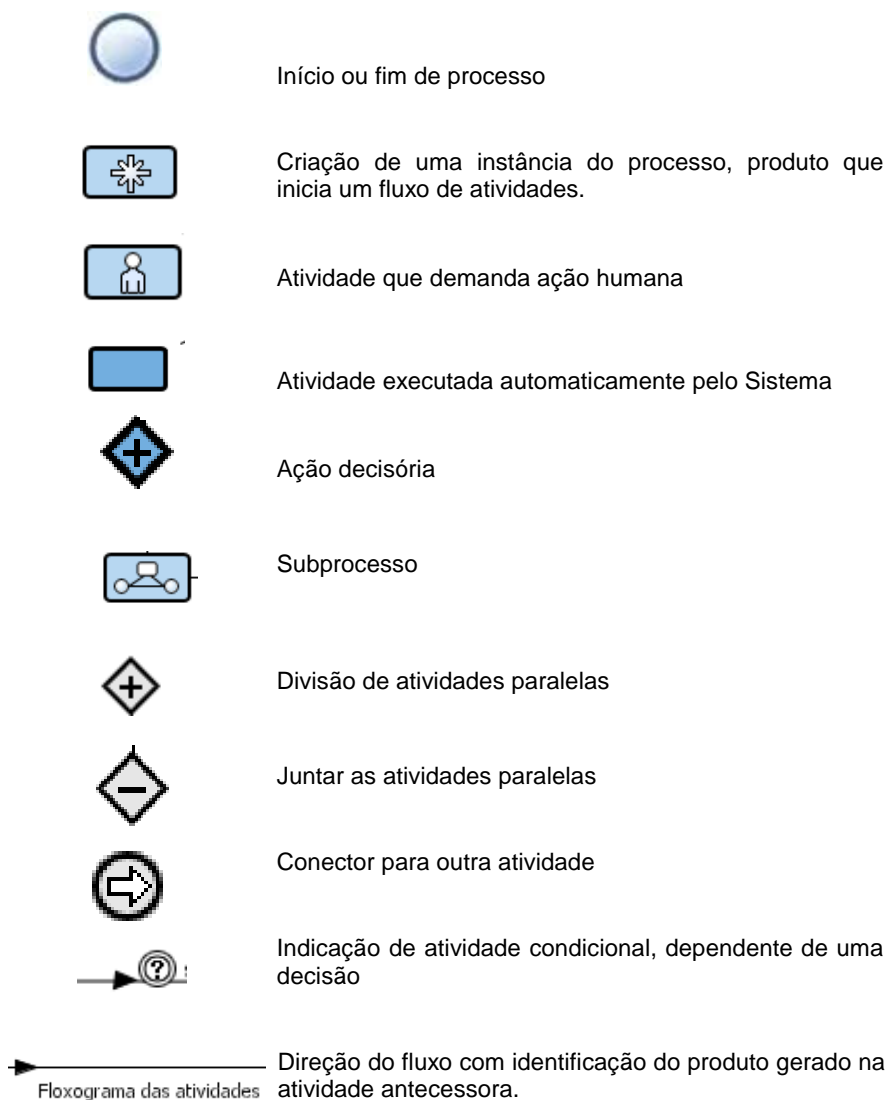 Início ou fim de processo
Criação de uma instância do processo, produto que
inicia um fluxo de atividades.
Atividade que demanda ação humana
Atividade executada automaticamente pelo Sistema
Ação decisória
Subprocesso
Divisão de atividades paralelas
Juntar as atividades paralelas
Conector para outra atividade
?
Indicação de atividade condicional, dependente de uma
decisão
Direção do fluxo com identificação do produto gerado na
Floxograma das atividades atividade antecessora.